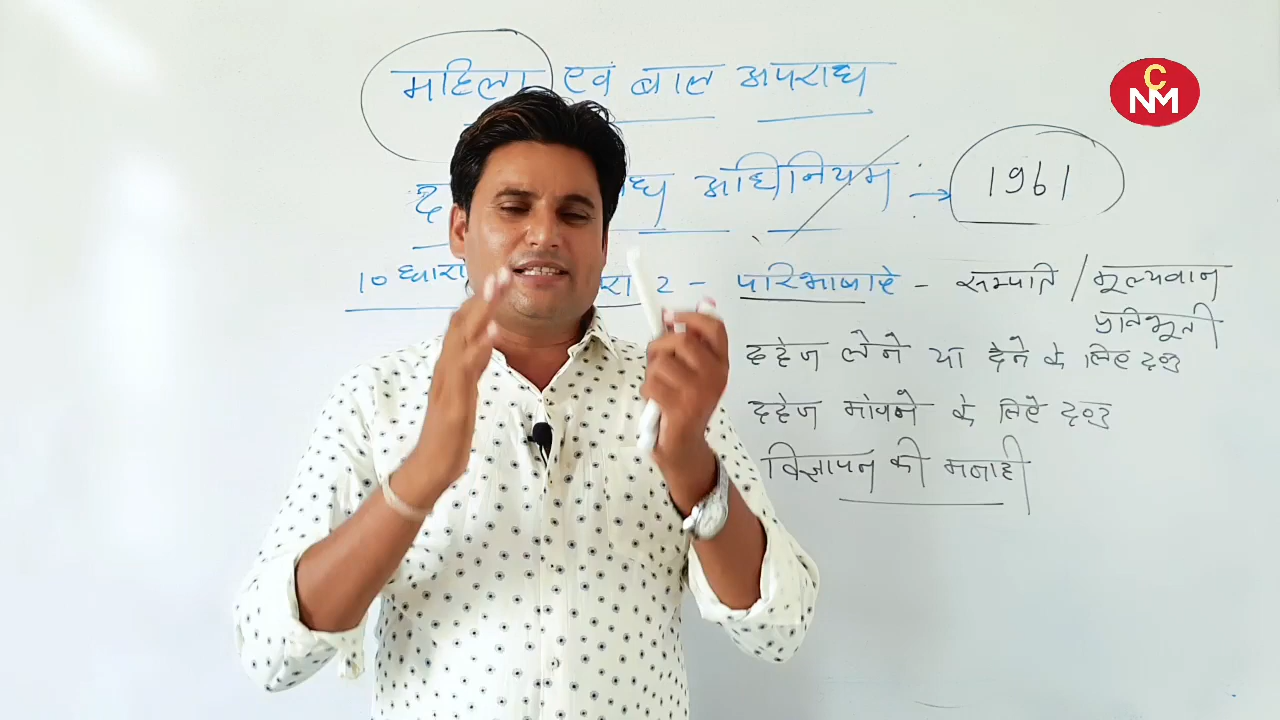 महिला एवं बाल अपराध
अधिनियम → 1961
10 धारा 2 - परिभाषाऐ - सम्पति / मूल्यवान
प्रतिभूती
दहेज लेने या देने के लिए दण्ड
दहेज मांगने के लिऐ दण्ड
विज्ञापन की मनाही
CNM